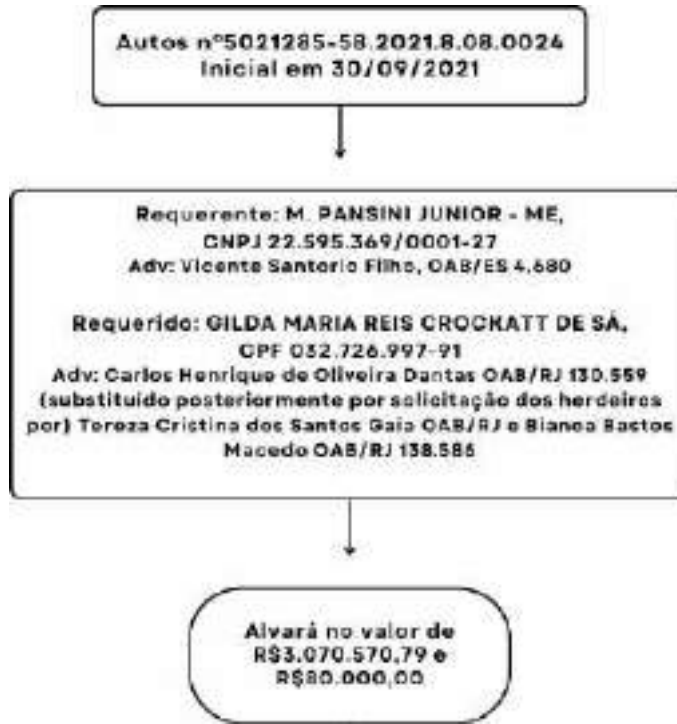 Autos nº5021285-58.2021.8.08.0024
Inicial em 30/09/2021
Requerente: M. PANSINI JUNIOR - ME,
CNPJ 22.595.369/0001-27
Adv: Vicente Santorio Filho, OAB/ES 4.680
Requerido: GILDA MARIA REIS CROCKATT DE SÁ,
CPF 032.726.997-91
Adv: Carlos Henrique de Oliveira Dantas OAB/RJ 130.559
(substituído posteriormente por solicitação dos herdeiros
por) Tereza Cristina dos Santos Gaia OAB/RJ e Bianca Bastos
Macedo OAB/RJ 138.586
Alvará no valor de
R$3.070.570,79 e
R$80.000,00